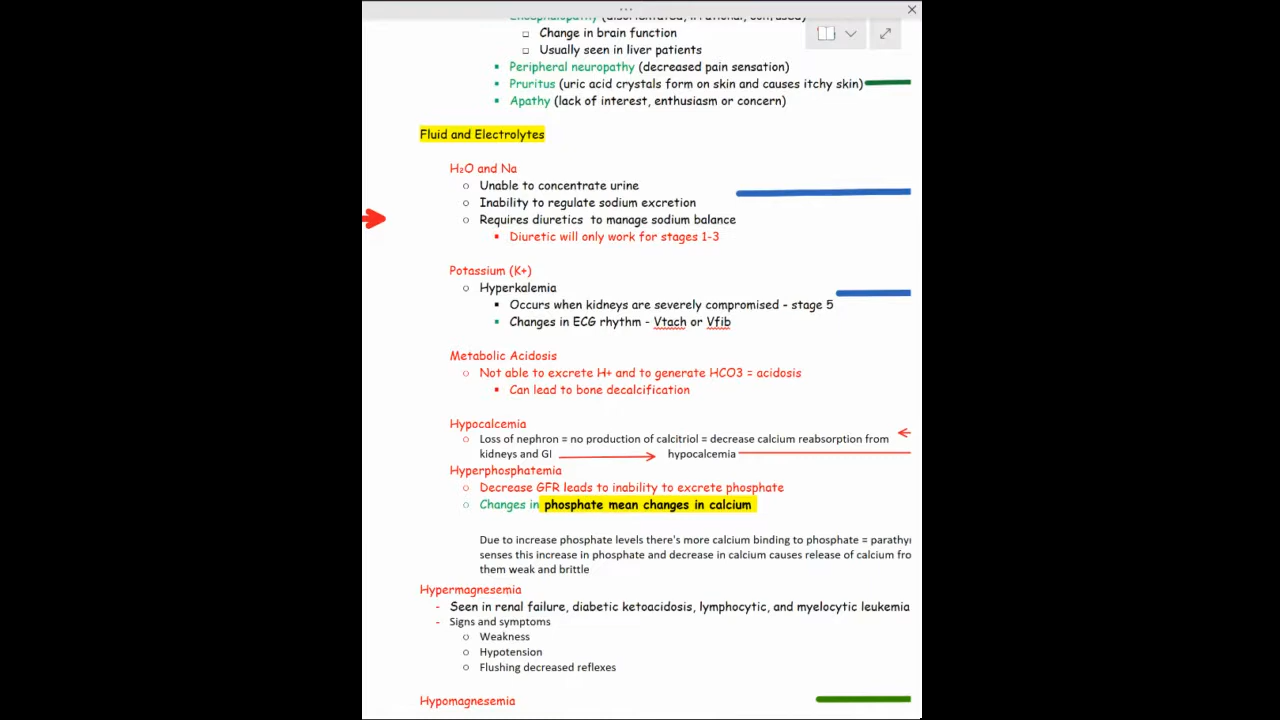 Encephalopathy (disorientated, irrational, confused)
□ Change in brain function
□ Usually seen in liver patients
▪ Peripheral neuropathy (decreased pain sensation)
▪ Pruritus (uric acid crystals form on skin and causes itchy skin)
▪ Apathy (lack of interest, enthusiasm or concern)
Fluid and Electrolytes
H₂O and Na
○ Unable to concentrate urine
○ Inability to regulate sodium excretion
○ Requires diuretics to manage sodium balance
▪ Diuretic will only work for stages 1-3
Potassium (K+)
○ Hyperkalemia
▪ Occurs when kidneys are severely compromised - stage 5
▪ Changes in ECG rhythm - Vtach or Vfib
Metabolic Acidosis
○ Not able to excrete H+ and to generate HCO3 = acidosis
▪ Can lead to bone decalcification
Hypocalcemia
○ Loss of nephron = no production of calcitriol = decrease calcium reabsorption from
kidneys and GI hypocalcemia
Hyperphosphatemia
○ Decrease GFR leads to inability to excrete phosphate
○ Changes in phosphate mean changes in calcium
Due to increase phosphate levels there's more calcium binding to phosphate = parathy
senses this increase in phosphate and decrease in calcium causes release of calcium fro
them weak and brittle
Hypermagnesemia
- Seen in renal failure, diabetic ketoacidosis, lymphocytic, and myelocytic leukemia
- Signs and symptoms
○ Weakness
○ Hypotension
○ Flushing decreased reflexes
Hypomagnesemia